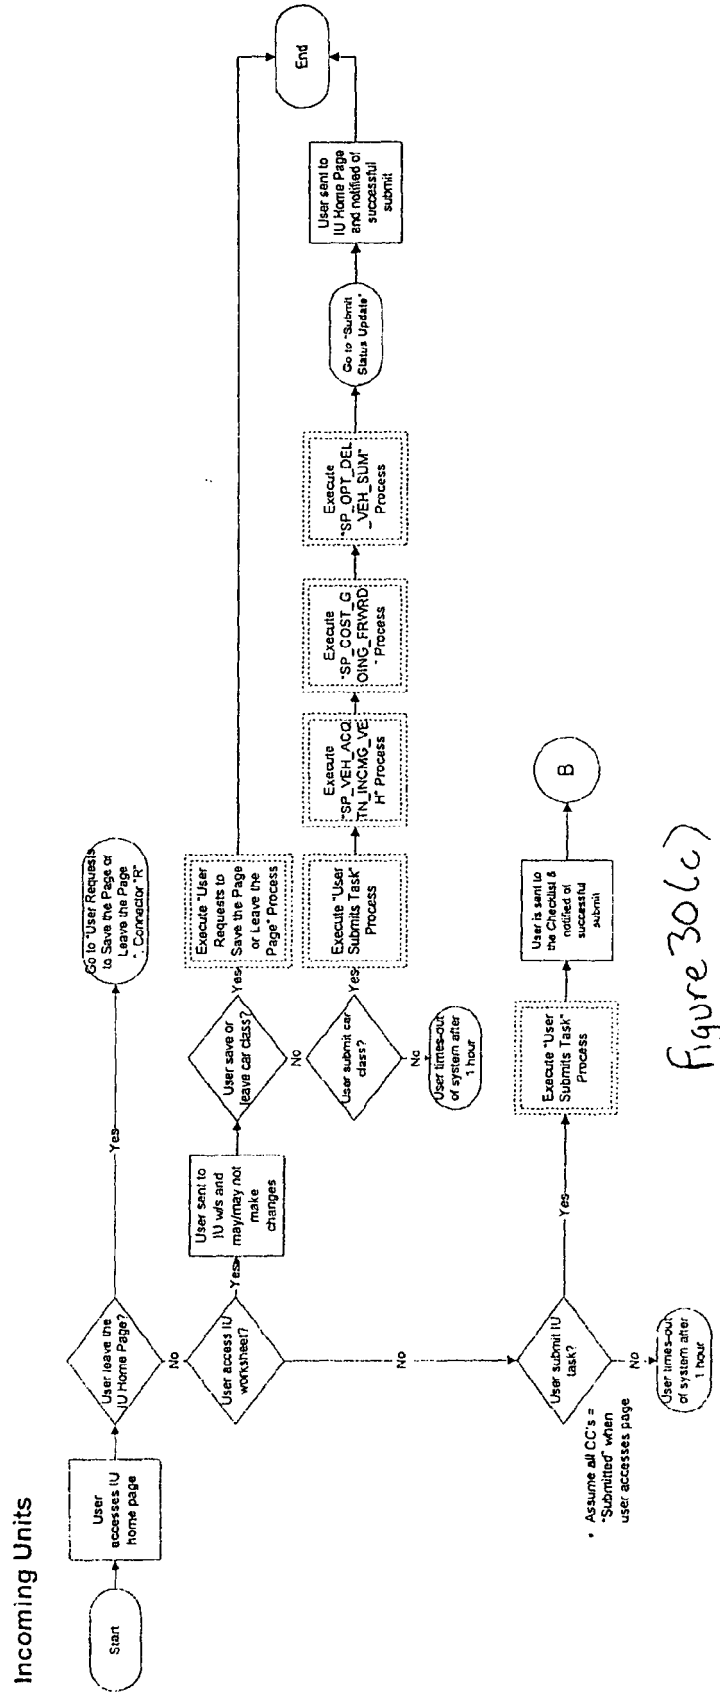 Incoming Units
Start
User
accesses IU
home page
User leave the
IU Home Page?
Yes
Go to "User Requests
to Save the Page or
Leave the Page
". Connector "R"
No
User access IU
worksheet?
Yes
User sent to
IU w/s and
may/may not
make
changes
User save or
leave car class?
Yes
Execute "User
Requests to
Save the Page
or Leave the
Page" Process
End
No
User submit car
class?
Yes
Execute "User
Submits Task"
Process
Execute
"SP_VEH_ACQ
TN_INCMG_VE
H" Process
Execute
"SP_COST_G
OING_FRWRD
" Process
Execute
"SP_OPT_DEL
_VEH_SUM"
Process
Go to "Submit
Status Update"
User sent to
IU Home Page
and notified of
successful
submit
No
User times-out
of system after
1 hour
No
User submit IU
task?
Yes
Execute "User
Submits Task"
Process
User is sent to
the Checklist &
notified of
successful
submit
B
No
User times-out
of system after
1 hour
• Assume all CC's =
"Submitted" when
user accesses page
Figure 30(c)